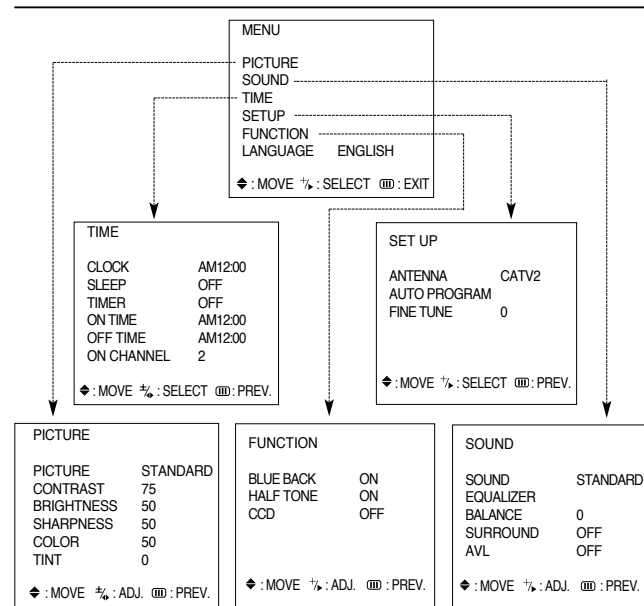 MENU
PICTURE
SOUND
TIME
SETUP
FUNCTION
LANGUAGE ENGLISH
: MOVE +/ : SELECT : EXIT
TIME
CLOCK AM12:00
SLEEP OFF
TIMER OFF
ON TIME AM12:00
OFF TIME AM12:00
ON CHANNEL 2
: MOVE ±/ : SELECT : PREV.
SET UP
ANTENNA CATV2
AUTO PROGRAM
FINE TUNE 0
: MOVE +/ : SELECT : PREV.
PICTURE
PICTURE STANDARD
CONTRAST 75
BRIGHTNESS 50
SHARPNESS 50
COLOR 50
TINT 0
: MOVE ±/ : ADJ. : PREV.
FUNCTION
BLUE BACK ON
HALF TONE ON
CCD OFF
: MOVE +/ : ADJ. : PREV.
SOUND
SOUND STANDARD
EQUALIZER
BALANCE 0
SURROUND OFF
AVL OFF
: MOVE +/ : ADJ. : PREV.